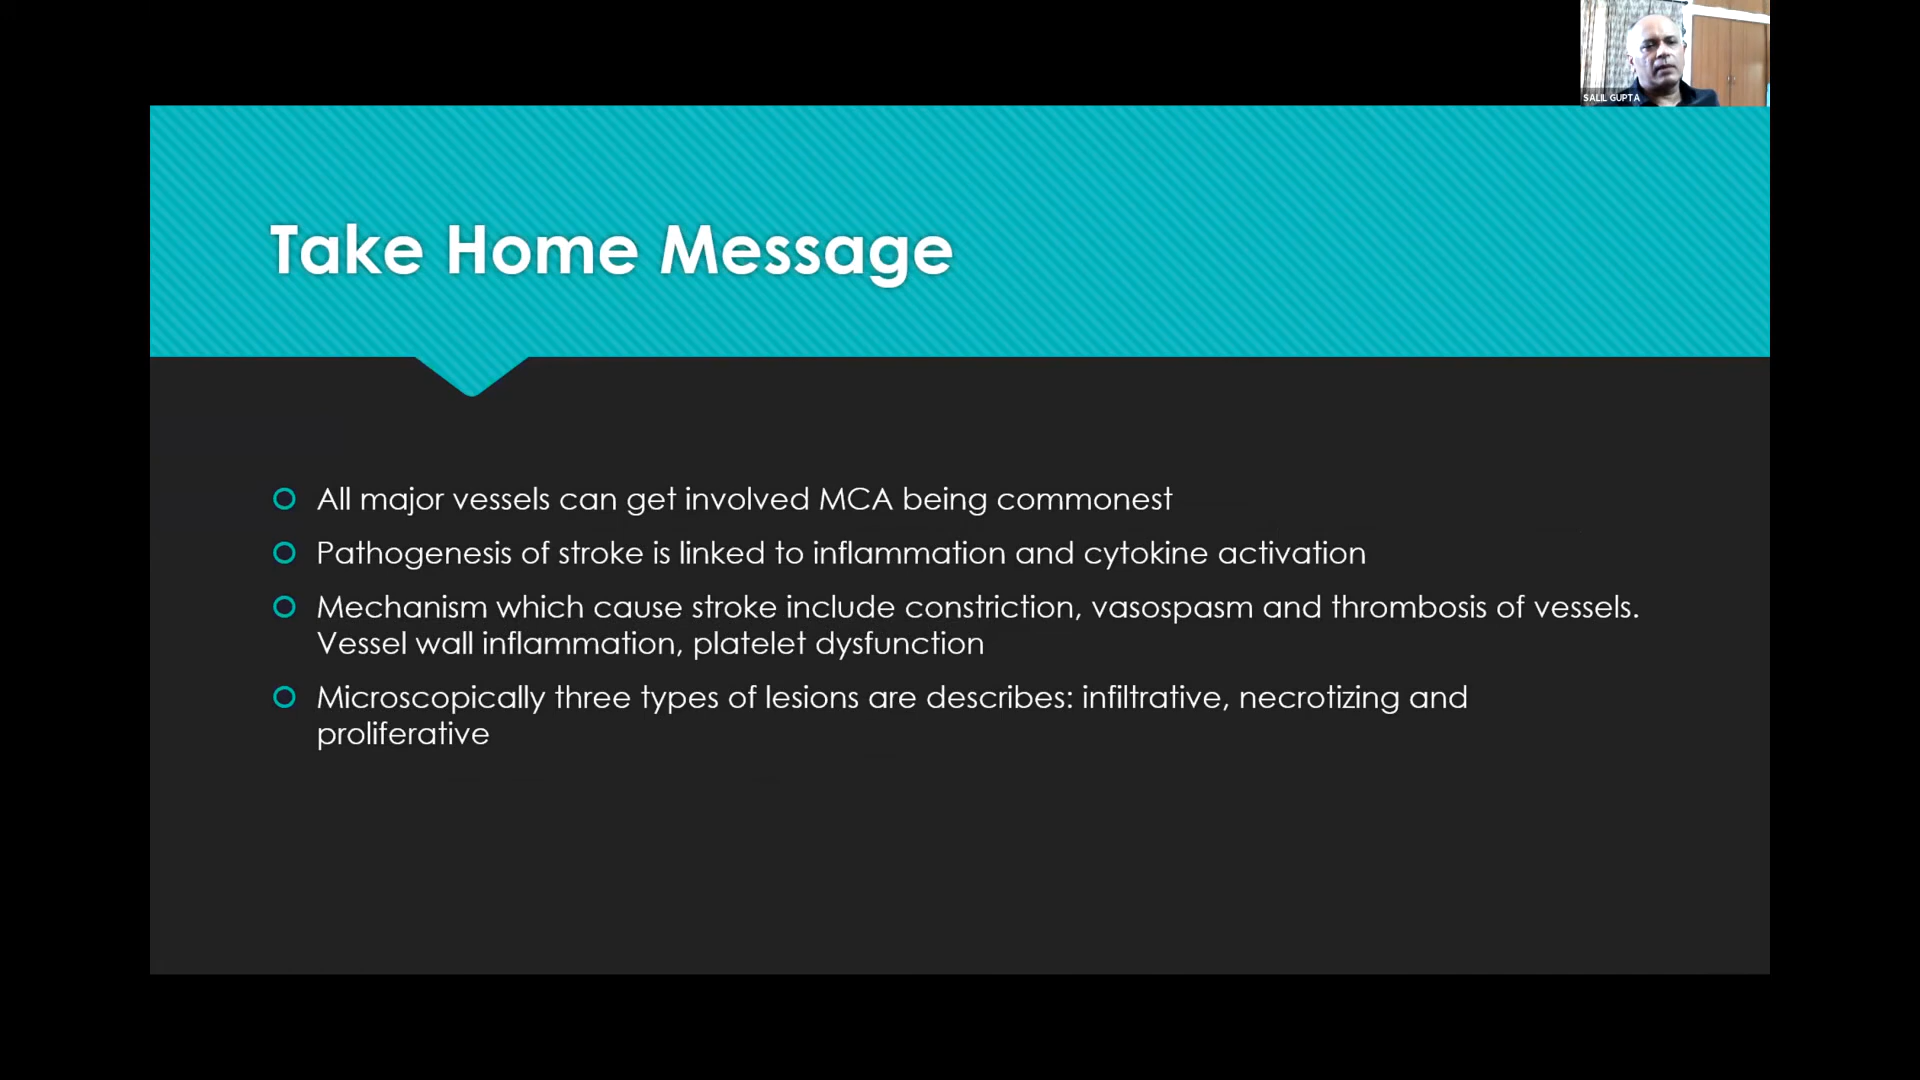 SALIL GUPTA
Take Home Message
All major vessels can get involved MCA being commonest
Pathogenesis of stroke is linked to inflammation and cytokine activation
Mechanism which cause stroke include constriction, vasospasm and thrombosis of vessels.
Vessel wall inflammation, platelet dysfunction
Microscopically three types of lesions are describes: infiltrative, necrotizing and
proliferative